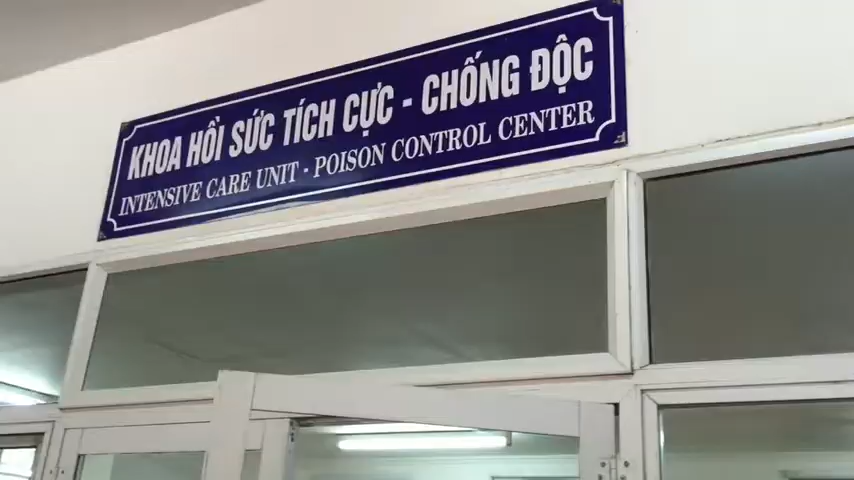 KHOA HỒI SỨC TÍCH CỰC - CHỐNG ĐỘC
INTENSIVE CARE UNIT - POISON CONTROL CENTER